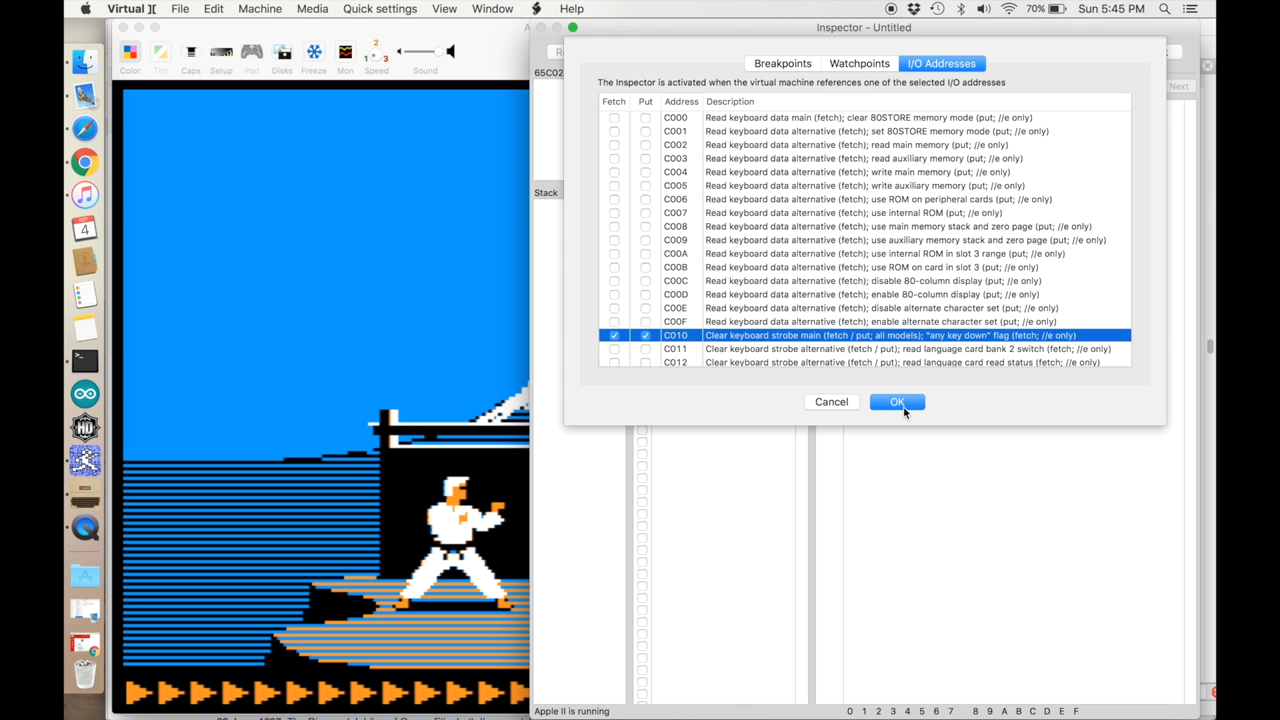 Virtual ][ File Edit Machine Media Quick settings View Window Help 70% Sun 5:45 PM
Inspector - Untitled
Color Tint Caps Setup Pad Disks Freeze Mon Speed Sound
1 2 3
65C02
Stack
Next
Breakpoints Watchpoints I/O Addresses
The Inspector is activated when the virtual machine references one of the selected I/O addresses
Fetch Put Address Description
C000 Read keyboard data main (fetch); clear 80STORE memory mode (put; //e only)
C001 Read keyboard data alternative (fetch); set 80STORE memory mode (put; //e only)
C002 Read keyboard data alternative (fetch); read main memory (put; //e only)
C003 Read keyboard data alternative (fetch); read auxiliary memory (put; //e only)
C004 Read keyboard data alternative (fetch); write main memory (put; //e only)
C005 Read keyboard data alternative (fetch); write auxiliary memory (put; //e only)
C006 Read keyboard data alternative (fetch); use ROM on peripheral cards (put; //e only)
C007 Read keyboard data alternative (fetch); use internal ROM (put; //e only)
C008 Read keyboard data alternative (fetch); use main memory stack and zero page (put; //e only)
C009 Read keyboard data alternative (fetch); use auxiliary memory stack and zero page (put; //e only)
C00A Read keyboard data alternative (fetch); use internal ROM in slot 3 range (put; //e only)
C00B Read keyboard data alternative (fetch); use ROM on card in slot 3 (put; //e only)
C00C Read keyboard data alternative (fetch); disable 80-column display (put; //e only)
C00D Read keyboard data alternative (fetch); enable 80-column display (put; //e only)
C00E Read keyboard data alternative (fetch); disable alternate character set (put; //e only)
C00F Read keyboard data alternative (fetch); enable alternate character set (put; //e only)
C010 Clear keyboard strobe main (fetch / put; all models); "any key down" flag (fetch; //e only)
C011 Clear keyboard strobe alternative (fetch / put); read language card bank 2 switch (fetch; //e only)
C012 Clear keyboard strobe alternative (fetch / put); read language card read status (fetch; //e only)
Cancel OK
4
HD
Apple II is running
0 1 2 3 4 5 6 7 8 9 A B C D E F